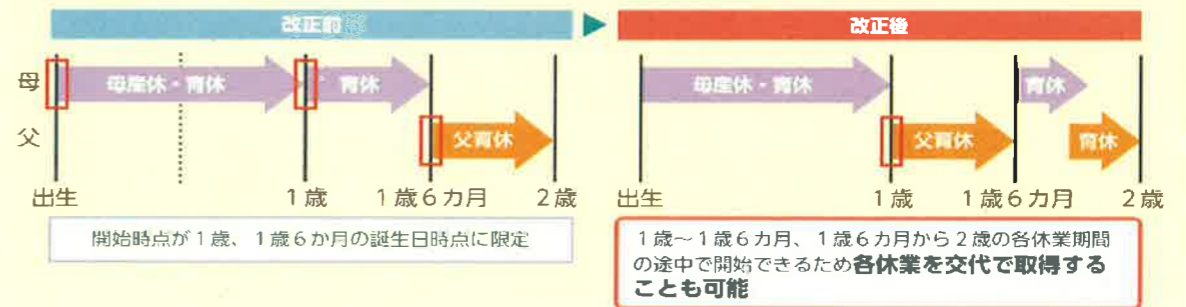 改正前
改正後
母
母産休・育休
育休
母産休・育休
育休
父
父育休
父育休
育休
出生
1歳
1歳6カ月
2歳
出生
1歳
1歳6カ月
2歳
開始時点が1歳、1歳6か月の誕生日時点に限定
1歳～1歳6カ月、1歳6カ月から2歳の各休業期間
の途中で開始できるため各休業を交代で取得する
ことも可能